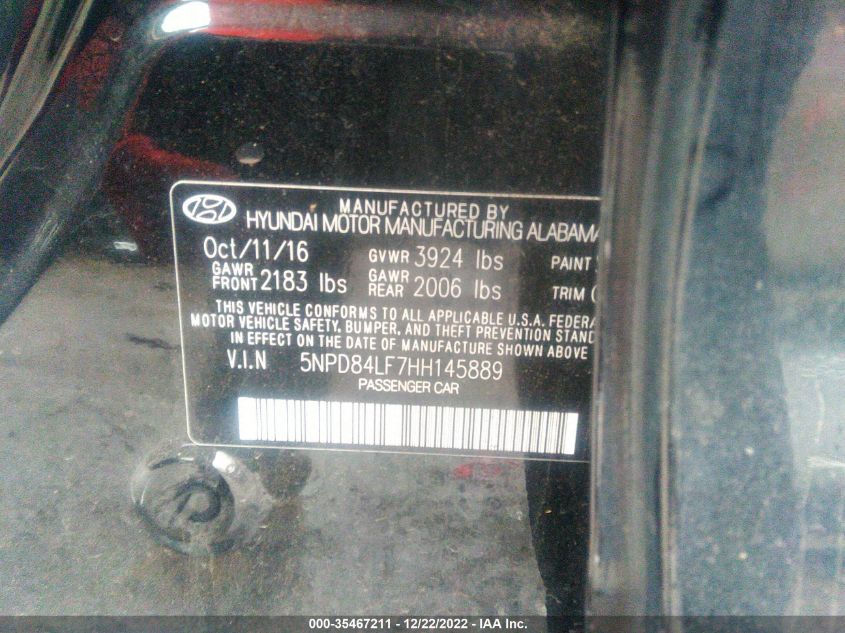 MANUFACTURED BY
HYUNDAI MOTOR MANUFACTURING ALABAMA
Oct/11/16 GVWR 3924 lbs PAINT
GAWR FRONT 2183 lbs GAWR REAR 2006 lbs TRIM
THIS VEHICLE CONFORMS TO ALL APPLICABLE U.S.A. FEDERA
MOTOR VEHICLE SAFETY, BUMPER, AND THEFT PREVENTION STAND
IN EFFECT ON THE DATE OF MANUFACTURE SHOWN ABOVE
V.I.N 5NPD84LF7HH145889
PASSENGER CAR
000-35467211 - 12/22/2022 - IAA Inc.